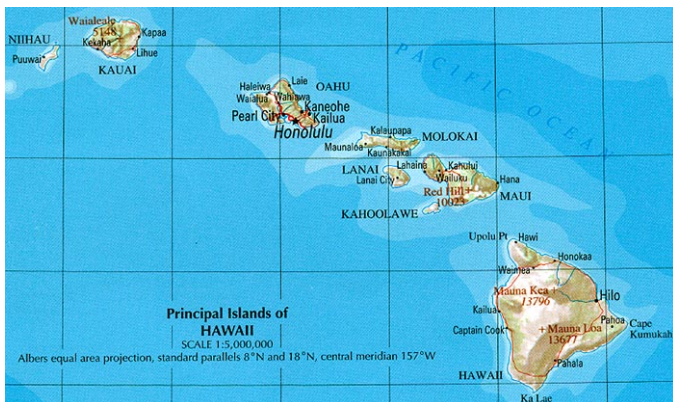 Waialeale
5148
NIIHAU
Kapaa
Kekaha
Puuwai
Lihue
KAUAI
Laie
OAHU
Haleiwa
Wahiawa
Waialua
Kaneohe
Pearl City
Kailua
Honolulu
PACIFIC OCEAN
Kalaupapa
MOLOKAI
Maunaloa
Kaunakakai
LANAI
Lahaina
Kahului
Lanai City
Wailuku
Hana
Red Hill
10023
MAUI
KAHOOLAWE
Upolu Pt
Hawi
Honokaa
Waimea
Mauna Kea
13796
Hilo
Kailua
Pahoa
Cape
Kumukahi
Captain Cook
Mauna Loa
13677
Pahala
HAWAII
Ka Lae
Principal Islands of
HAWAII
SCALE 1:5,000,000
Albers equal area projection, standard parallels 8°N and 18°N, central meridian 157°W